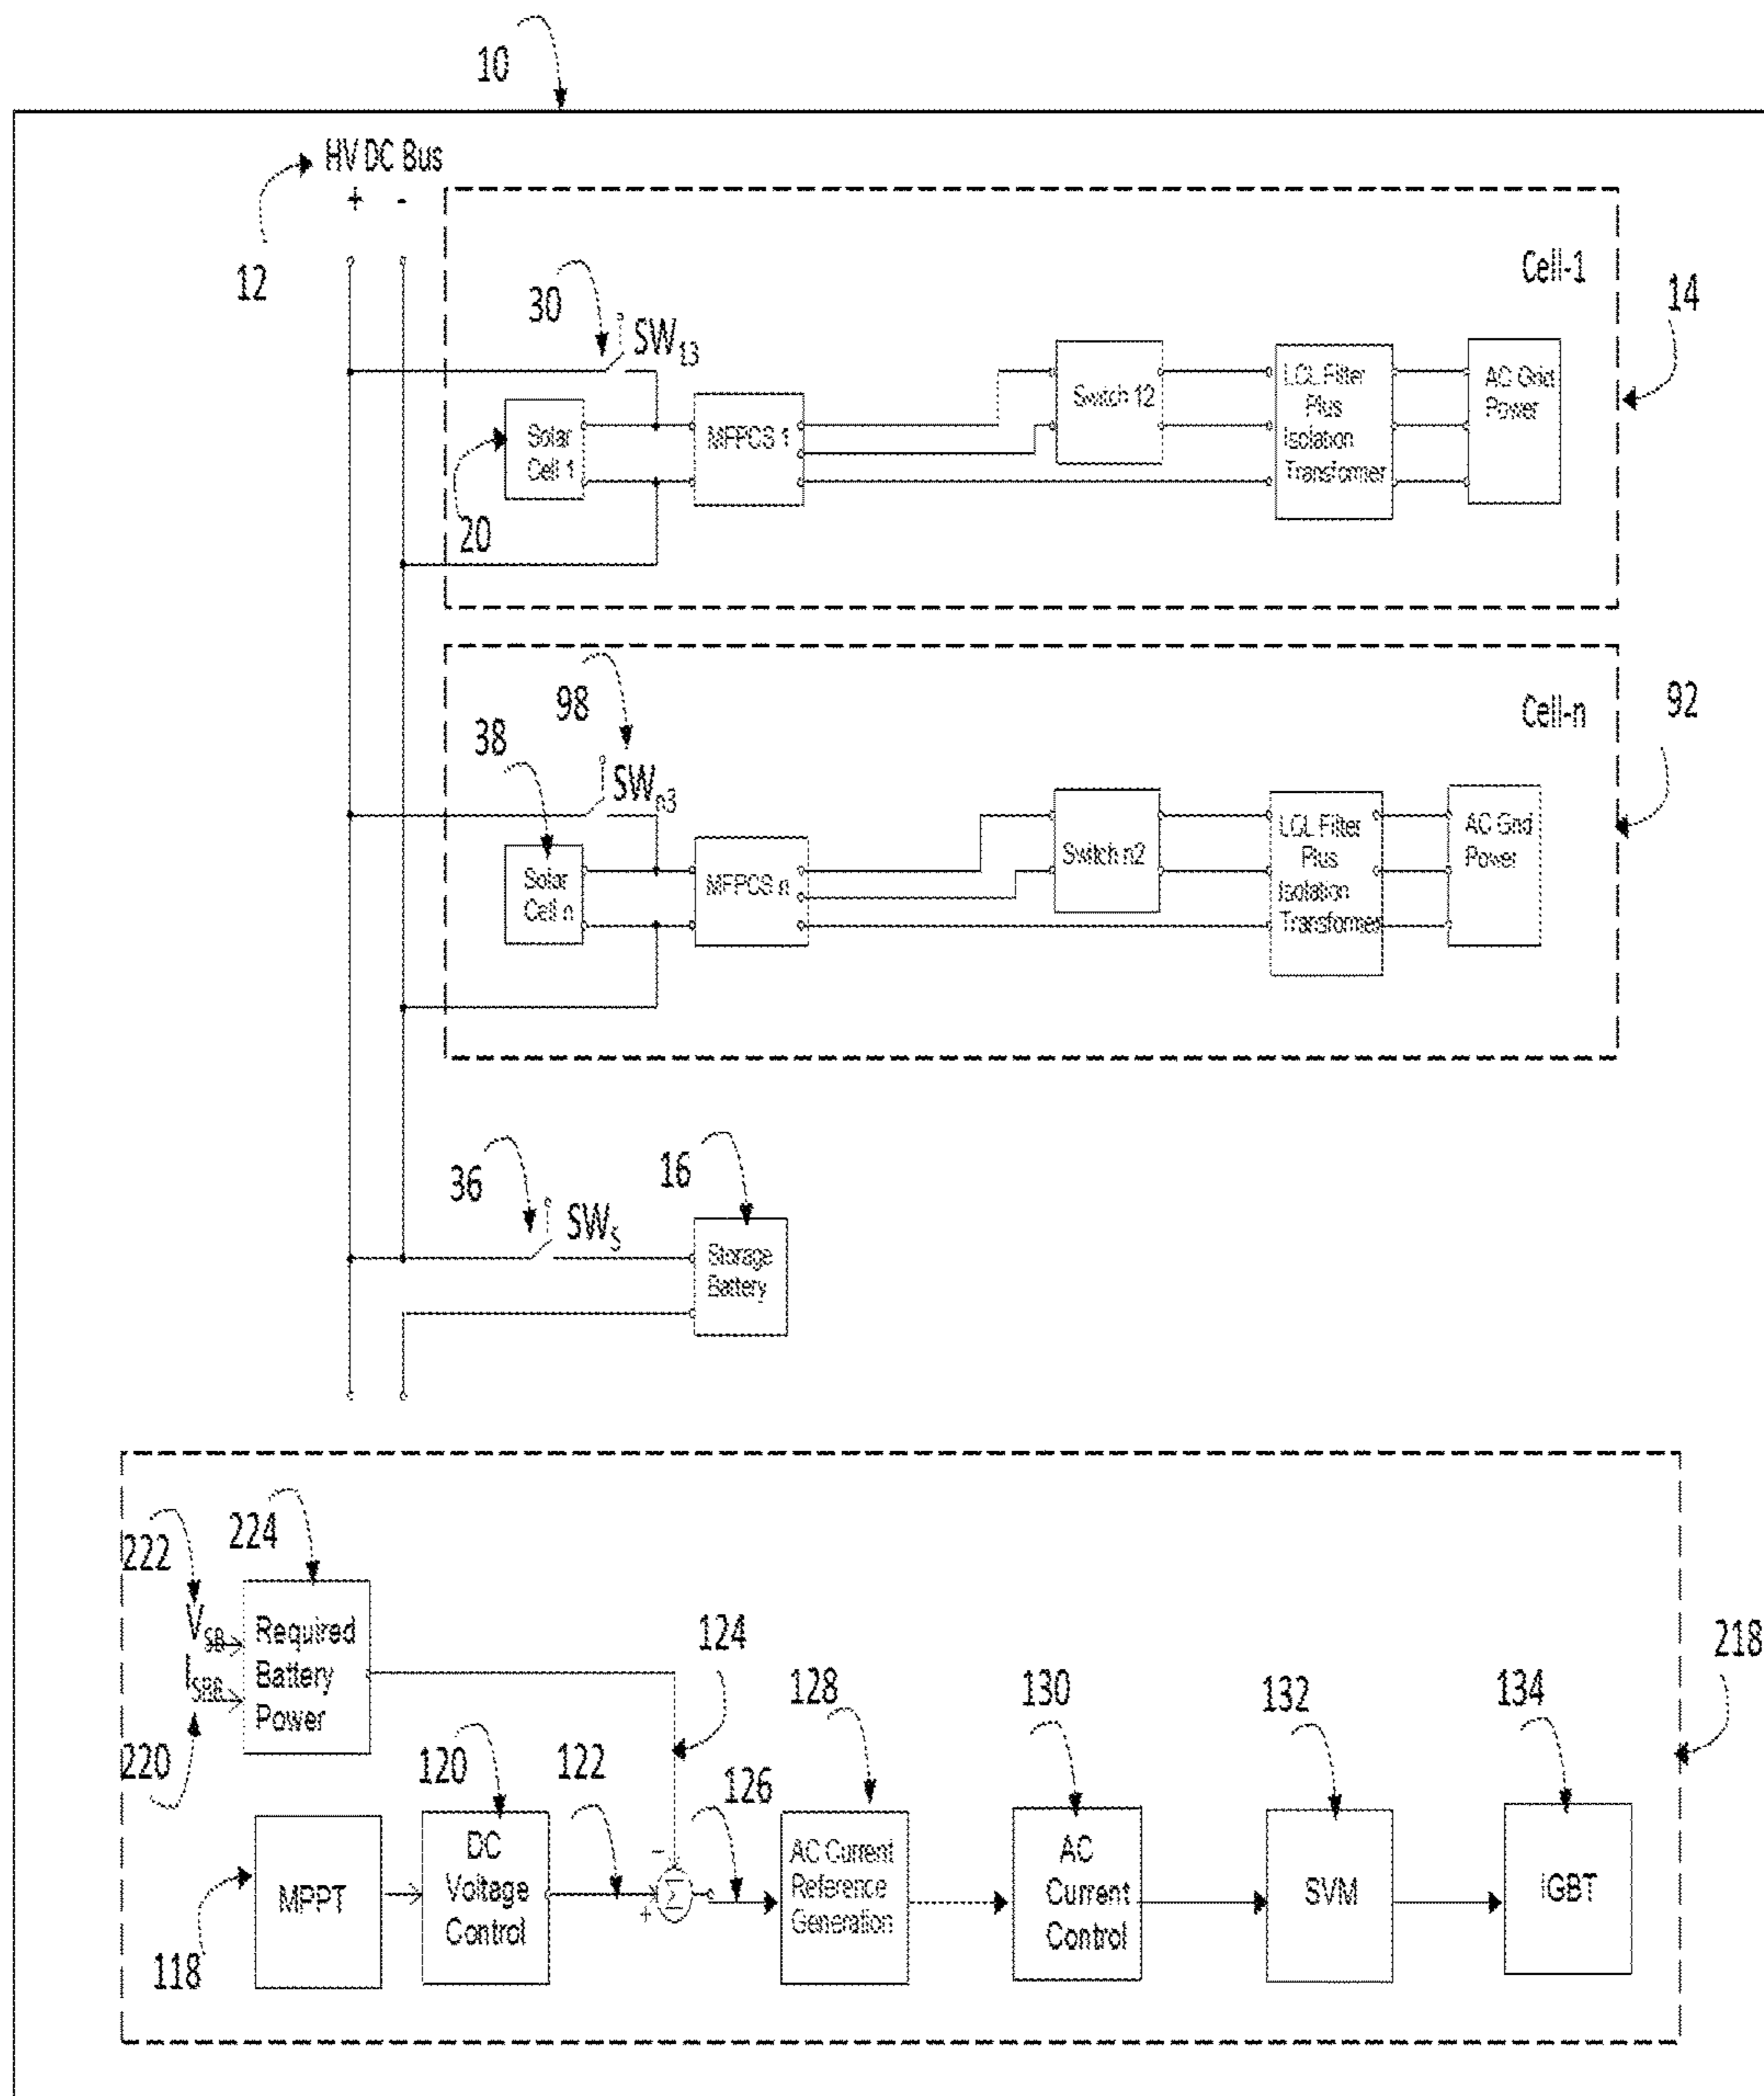 10
HV DC Bus
+ -
12
Cell-1
14
30
SW13
Solar
Cell 1
20
MFPCS 1
Switch 12
LCL Filter
Plus
Isolation
Transformer
AC Grid
Power
Cell-n
92
98
38
SWn3
Solar
Cell n
MFPCS n
Switch n2
LCL Filter
Plus
Isolation
Transformer
AC Grid
Power
36
SW5
16
Storage
Battery
222
224
VSB
ISBR
220
Required
Battery
Power
124
218
118
MPPT
120
DC
Voltage
Control
122
-
+
Σ
126
128
AC Current
Reference
Generation
130
AC
Current
Control
132
SVM
134
IGBT